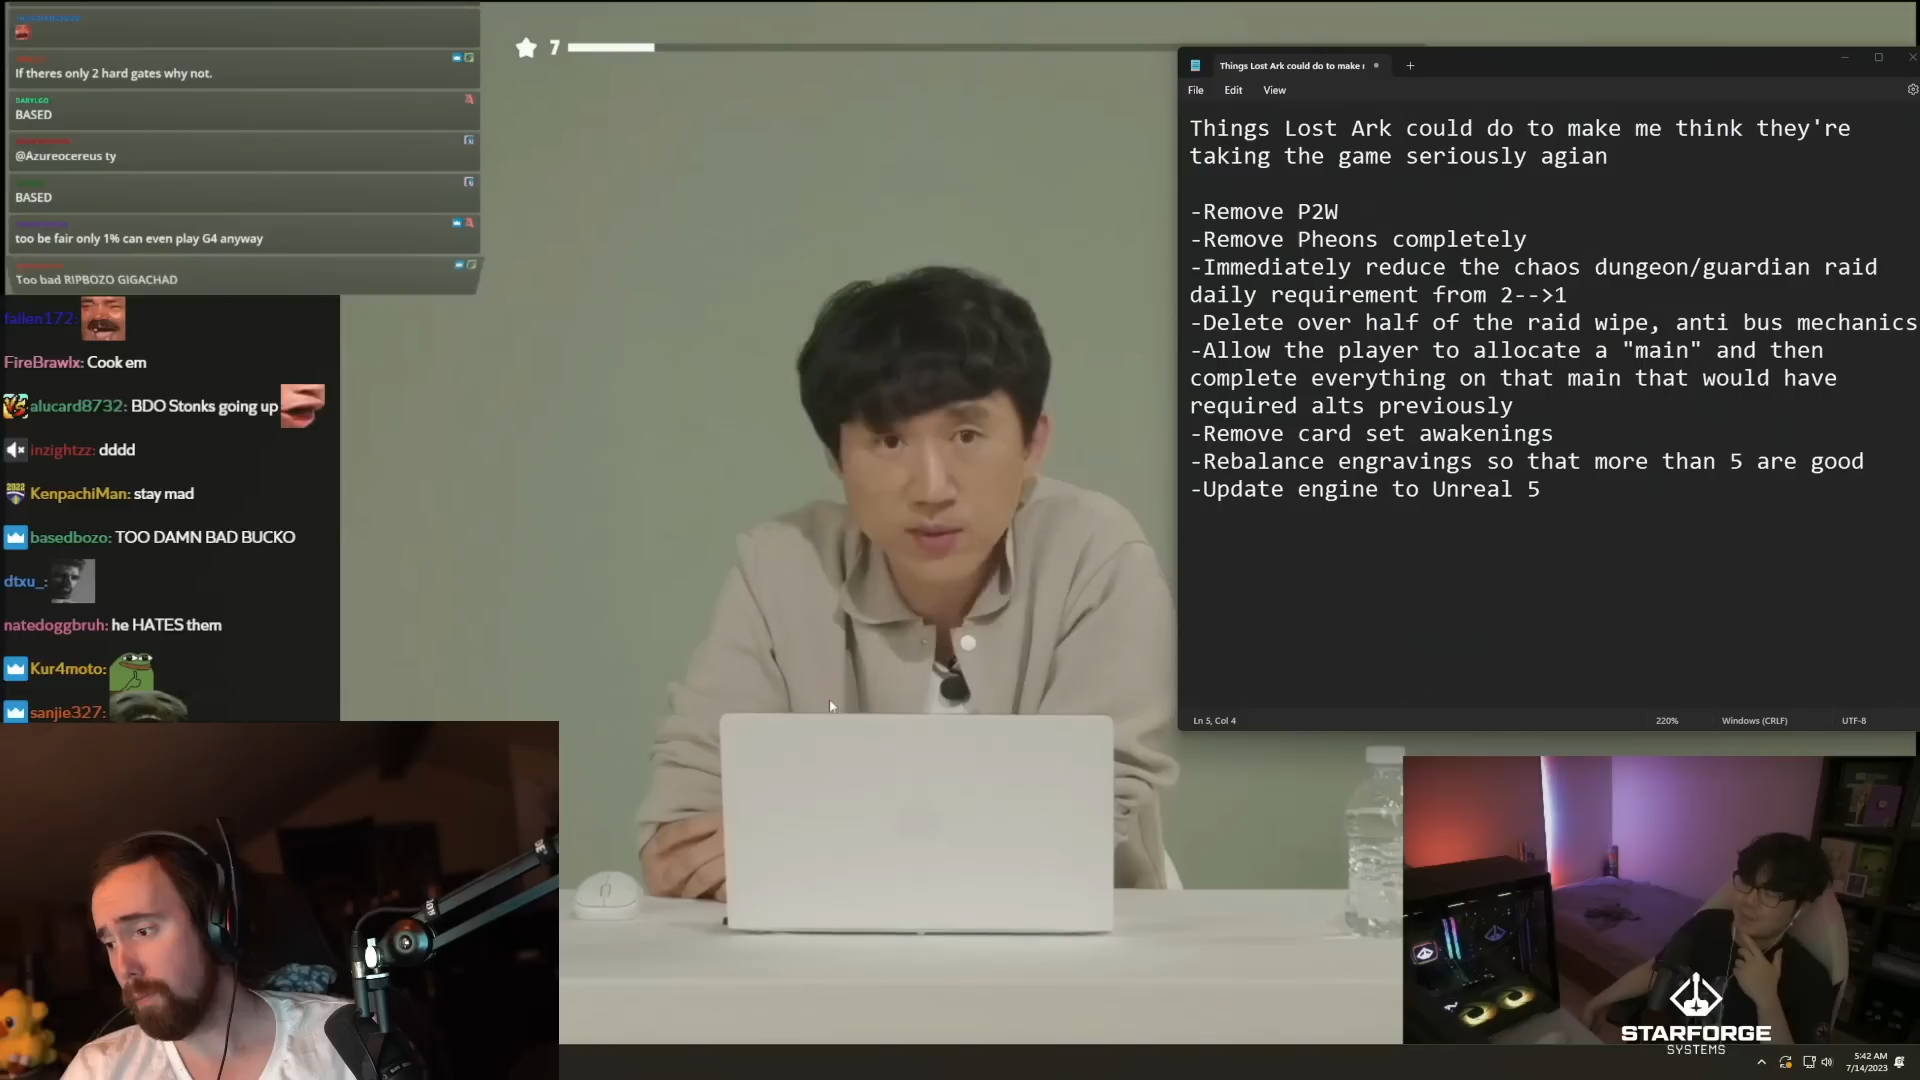 If theres only 2 hard gates why not.
DARYLGO
BASED
@Azureocereus ty
BASED
too be fair only 1% can even play G4 anyway
Too bad RIPBOZO GIGACHAD
fallen172:
FireBrawlx: Cook em
alucard8732: BDO Stonks going up
inzightzz: dddd
2022
KenpachiMan: stay mad
basedbozo: TOO DAMN BAD BUCKO
dtxu_:
natedoggbruh: he HATES them
Kur4moto:
sanjie327:
7
Things Lost Ark could do to make
File Edit View
Things Lost Ark could do to make me think they're
taking the game seriously agian
-Remove P2W
-Remove Pheons completely
-Immediately reduce the chaos dungeon/guardian raid
daily requirement from 2-->1
-Delete over half of the raid wipe, anti bus mechanics
-Allow the player to allocate a "main" and then
complete everything on that main that would have
required alts previously
-Remove card set awakenings
-Rebalance engravings so that more than 5 are good
-Update engine to Unreal 5
Ln 5, Col 4
220%
Windows (CRLF)
UTF-8
STARFORGE
SYSTEMS
5:42 AM
7/14/2023